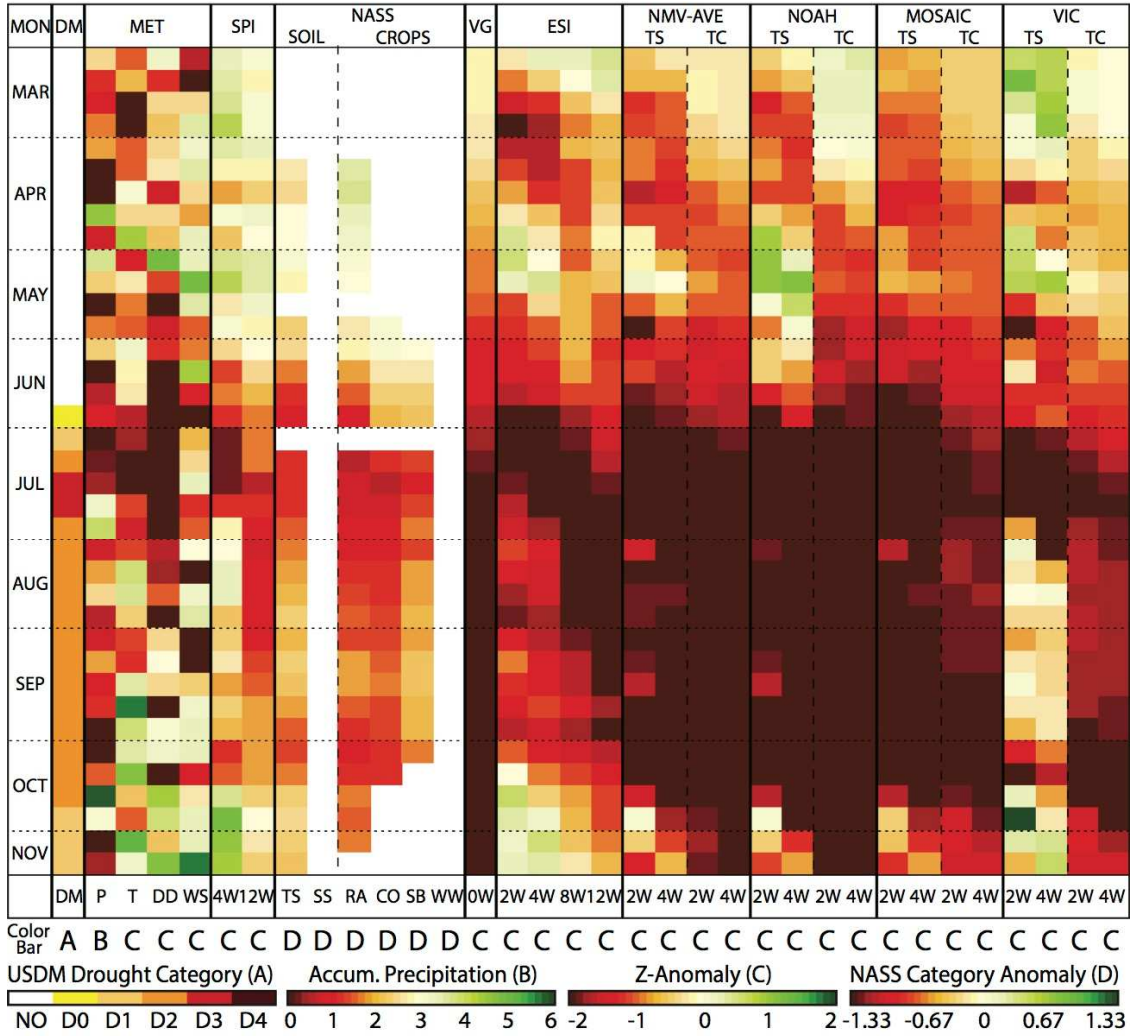 MON DM MET SPI NASS VG ESI NMV-AVE NOAH MOSAIC VIC
SOIL CROPS TS TC TS TC TS TC TS TC
MAR
APR
MAY
JUN
JUL
AUG
SEP
OCT
NOV
DM P T DD WS 4W 12W TS SS RA CO SB WW 0W 2W 4W 8W 12W 2W 4W 2W 4W 2W 4W 2W 4W 2W 4W 2W 4W 2W 4W 2W 4W
Color Bar A B C C C C C D D D D D D C C C C C C C C C C C C C C C C C C C C C
USDM Drought Category (A) Accum. Precipitation (B) Z-Anomaly (C) NASS Category Anomaly (D)
NO D0 D1 D2 D3 D4 0 1 2 3 4 5 6 -2 -1 0 1 2 -1.33 -0.67 0 0.67 1.33